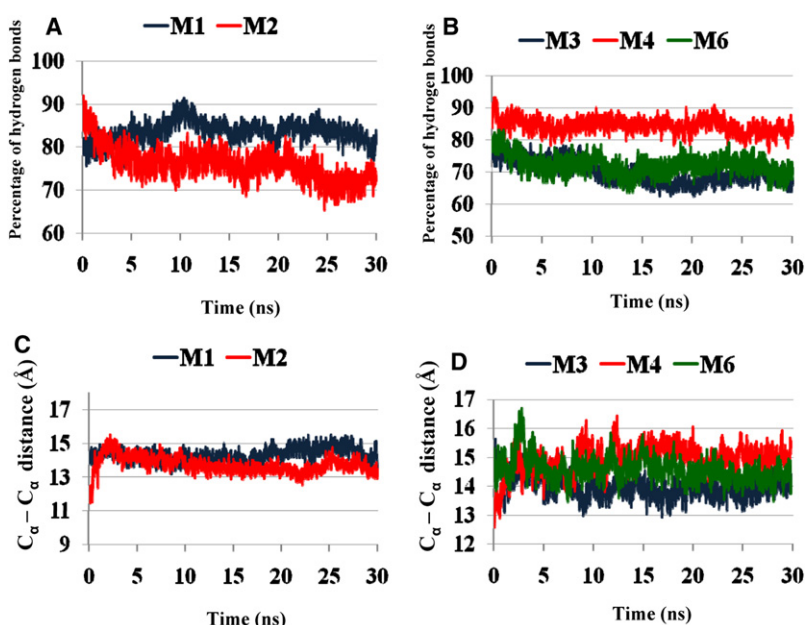 A
M1 M2
Percentage of hydrogen bonds
100
90
80
70
60
0 5 10 15 20 25 30
Time (ns)
B
M3 M4 M6
Percentage of hydrogen bonds
100
90
80
70
60
50
0 5 10 15 20 25 30
Time (ns)
C
M1 M2
Cα – Cα distance (Å)
17
15
13
11
9
0 5 10 15 20 25 30
Time (ns)
D
M3 M4 M6
Cα – Cα distance (Å)
17
16
15
14
13
12
0 5 10 15 20 25 30
Time (ns)